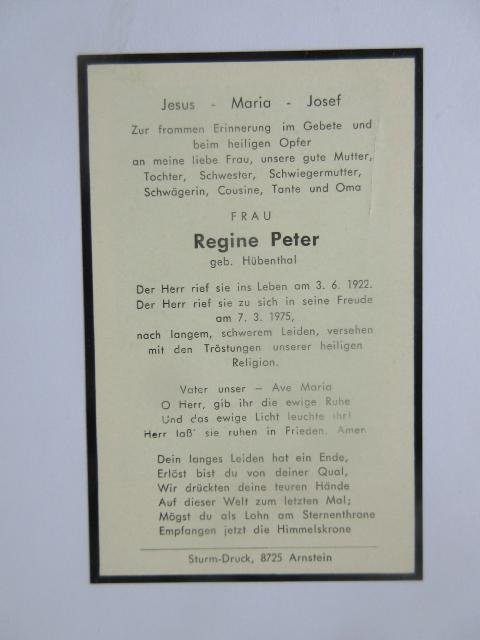 Jesus - Maria - Josef
Zur frommen Erinnerung im Gebete und
beim heiligen Opfer
an meine liebe Frau, unsere gute Mutter,
Tochter, Schwester, Schwiegermutter,
Schwägerin, Cousine, Tante und Oma
FRAU
Regine Peter
geb. Hübenthal
Der Herr rief sie ins Leben am 3. 6. 1922.
Der Herr rief sie zu sich in seine Freude
am 7. 3. 1975,
nach langem, schwerem Leiden, versehen
mit den Tröstungen unserer heiligen
Religion.
Vater unser - Ave Maria
O Herr, gib ihr die ewige Ruhe
Und das ewige Licht leuchte ihr!
Herr laß' sie ruhen in Frieden. Amen.
Dein langes Leiden hat ein Ende,
Erlöst bist du von deiner Qual,
Wir drückten deine teuren Hände
Auf dieser Welt zum letzten Mal;
Mögst du als Lohn am Sternenthrone
Empfangen jetzt die Himmelskrone
Sturm-Druck, 8725 Arnstein